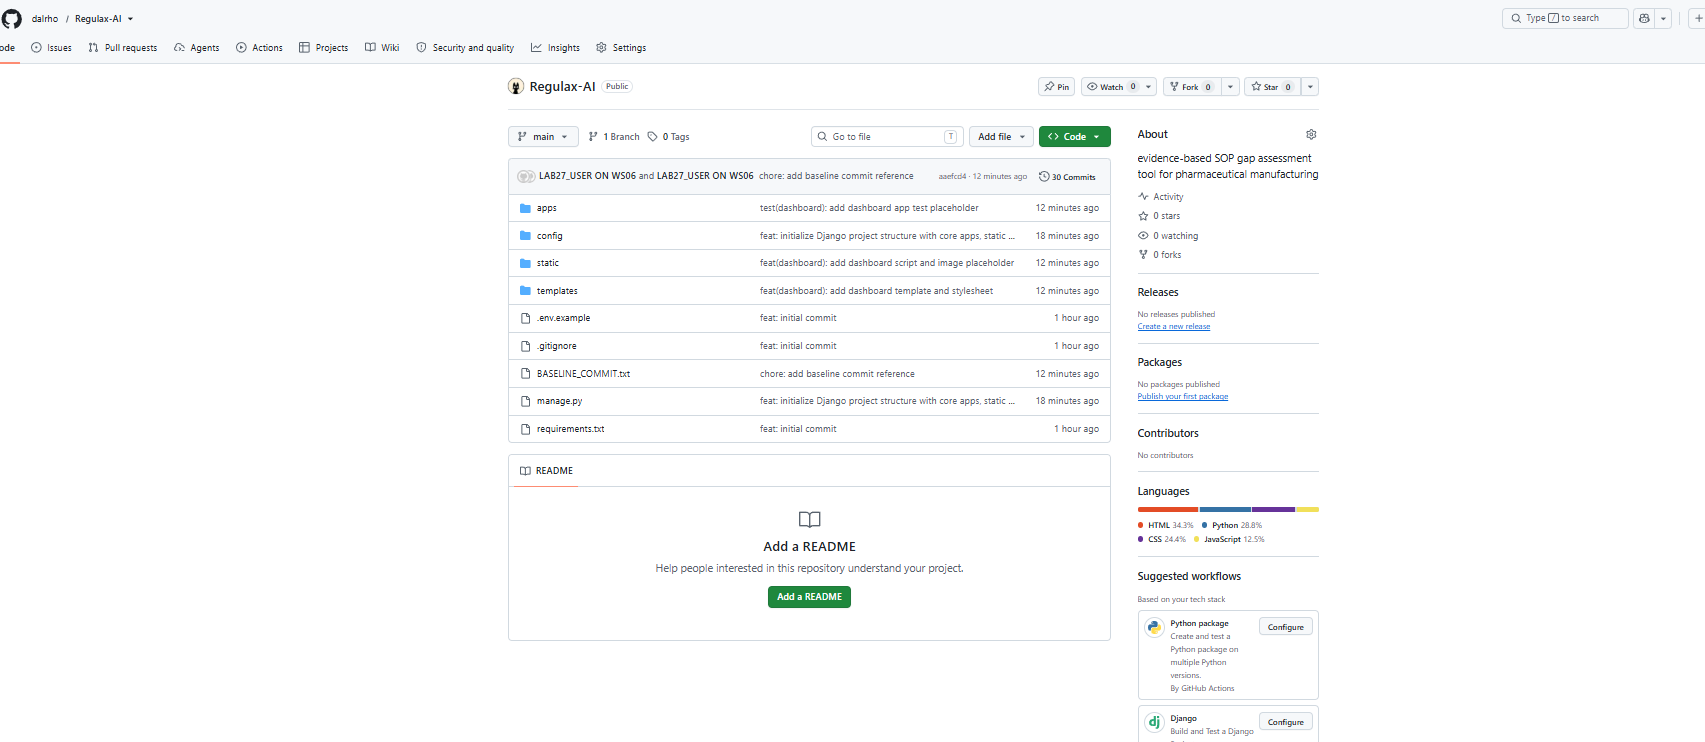 dalrho / Regulax-AI
Type / to search
ode Issues Pull requests Agents Actions Projects Wiki Security and quality Insights Settings
Regulax-AI Public
Pin Watch 0 Fork 0 Star 0
main 1 Branch 0 Tags
Go to file T Add file Code
LAB27_USER ON WS06 and LAB27_USER ON WS06 chore: add baseline commit reference aaefcd4 · 12 minutes ago 30 Commits
apps test(dashboard): add dashboard app test placeholder 12 minutes ago
config feat: initialize Django project structure with core apps, static ... 18 minutes ago
static feat(dashboard): add dashboard script and image placeholder 12 minutes ago
templates feat(dashboard): add dashboard template and stylesheet 12 minutes ago
.env.example feat: initial commit 1 hour ago
.gitignore feat: initial commit 1 hour ago
BASELINE_COMMIT.txt chore: add baseline commit reference 12 minutes ago
manage.py feat: initialize Django project structure with core apps, static ... 18 minutes ago
requirements.txt feat: initial commit 1 hour ago
README
Add a README
Help people interested in this repository understand your project.
Add a README
About
evidence-based SOP gap assessment
tool for pharmaceutical manufacturing
Activity
0 stars
0 watching
0 forks
Releases
No releases published
Create a new release
Packages
No packages published
Publish your first package
Contributors
No contributors
Languages
HTML 34.3% Python 28.8%
CSS 24.4% JavaScript 12.5%
Suggested workflows
Based on your tech stack
Python package Configure
Create and test a
Python package on
multiple Python
versions.
By GitHub Actions
dj Django Configure
Build and Test a Django